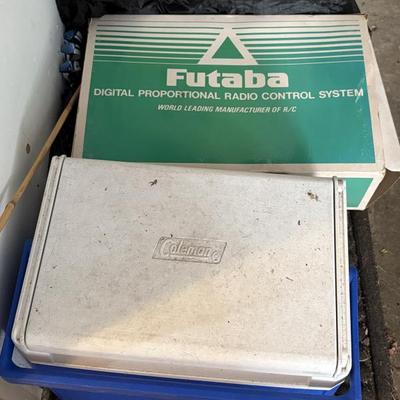 Futaba
DIGITAL PROPORTIONAL RADIO CONTROL SYSTEM
WORLD LEADING MANUFACTURER OF R/C
Coleman